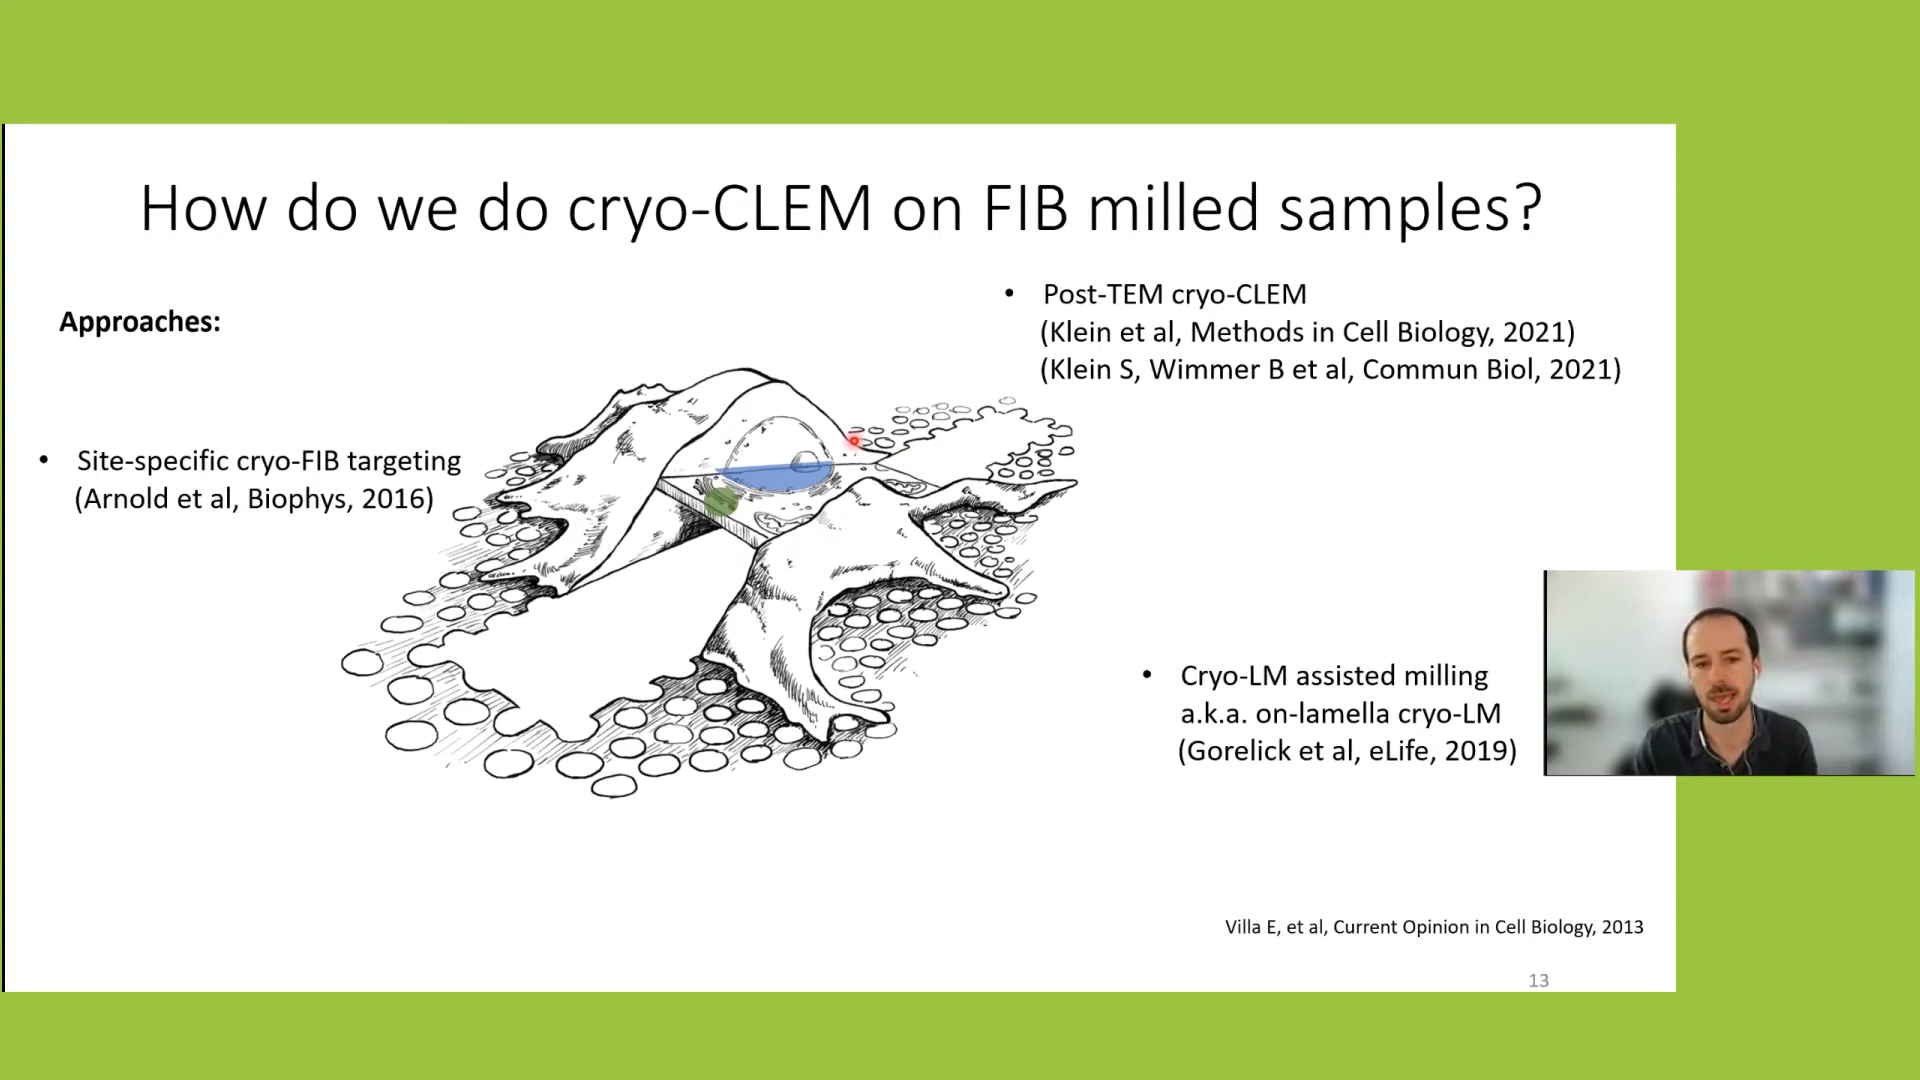 How do we do cryo-CLEM on FIB milled samples?
Approaches:
• Site-specific cryo-FIB targeting
(Arnold et al, Biophys, 2016)
• Post-TEM cryo-CLEM
(Klein et al, Methods in Cell Biology, 2021)
(Klein S, Wimmer B et al, Commun Biol, 2021)
• Cryo-LM assisted milling
a.k.a. on-lamella cryo-LM
(Gorelick et al, eLife, 2019)
Villa E, et al, Current Opinion in Cell Biology, 2013
13